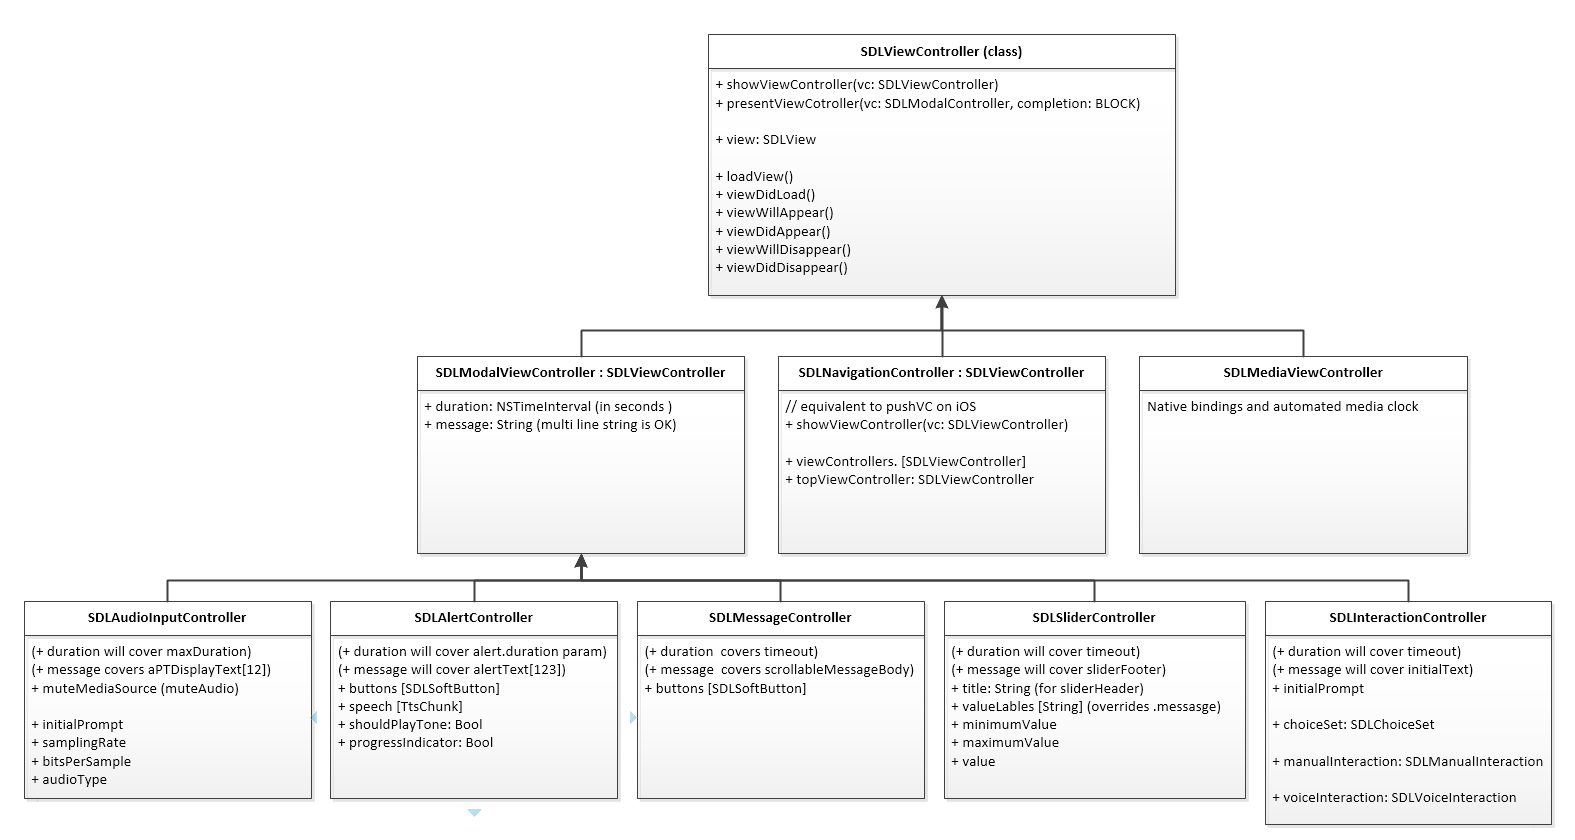 SDLViewController (class)
+ showViewController(vc: SDLViewController)
+ presentViewCotroller(vc: SDLModalController, completion: BLOCK)
+ view: SDLView
+ loadView()
+ viewDidLoad()
+ viewWillAppear()
+ viewDidAppear()
+ viewWillDisappear()
+ viewDidDisappear()
SDLModalViewController : SDLViewController
+ duration: NSTimeInterval (in seconds )
+ message: String (multi line string is OK)
SDLNavigationController : SDLViewController
// equivalent to pushVC on iOS
+ showViewController(vc: SDLViewController)
+ viewControllers. [SDLViewController]
+ topViewController: SDLViewController
SDLMediaViewController
Native bindings and automated media clock
SDLAudioInputController
(+ duration will cover maxDuration)
(+ message covers aPTDisplayText[12])
+ muteMediaSource (muteAudio)
+ initialPrompt
+ samplingRate
+ bitsPerSample
+ audioType
SDLAlertController
(+ duration will cover alert.duration param)
(+ message will cover alertText[123])
+ buttons [SDLSoftButton]
+ speech [TtsChunk]
+ shouldPlayTone: Bool
+ progressIndicator: Bool
SDLMessageController
(+ duration  covers timeout)
(+ message  covers scrollableMessageBody)
+ buttons [SDLSoftButton]
SDLSliderController
(+ duration will cover timeout)
(+ message will cover sliderFooter)
+ title: String (for sliderHeader)
+ valueLables [String] (overrides .messasge)
+ minimumValue
+ maximumValue
+ value
SDLInteractionController
(+ duration will cover timeout)
(+ message will cover initialText)
+ initialPrompt
+ choiceSet: SDLChoiceSet
+ manualInteraction: SDLManualInteraction
+ voiceInteraction: SDLVoiceInteraction